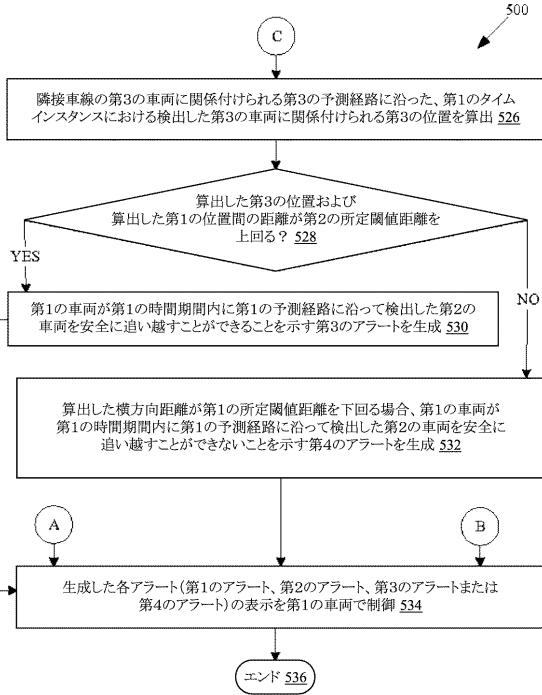 500
C
隣接車線の第3の車両に関係付けられる第3の予測経路に沿った、第1のタイム
インスタンスにおける検出した第3の車両に関係付けられる第3の位置を算出 526
算出した第3の位置および
算出した第1の位置間の距離が第2の所定閾値距離を
上回る? 528
YES
NO
第1の車両が第1の時間期間内に第1の予測経路に沿って検出した第2の
車両を安全に追い越すことができることを示す第3のアラートを生成 530
算出した横方向距離が第1の所定閾値距離を下回る場合、第1の車両が
第1の時間期間内に第1の予測経路に沿って検出した第2の車両を安全に
追い越すことができないことを示す第4のアラートを生成 532
A
B
生成した各アラート(第1のアラート、第2のアラート、第3のアラートまたは
第4のアラート)の表示を第1の車両で制御 534
エンド 536